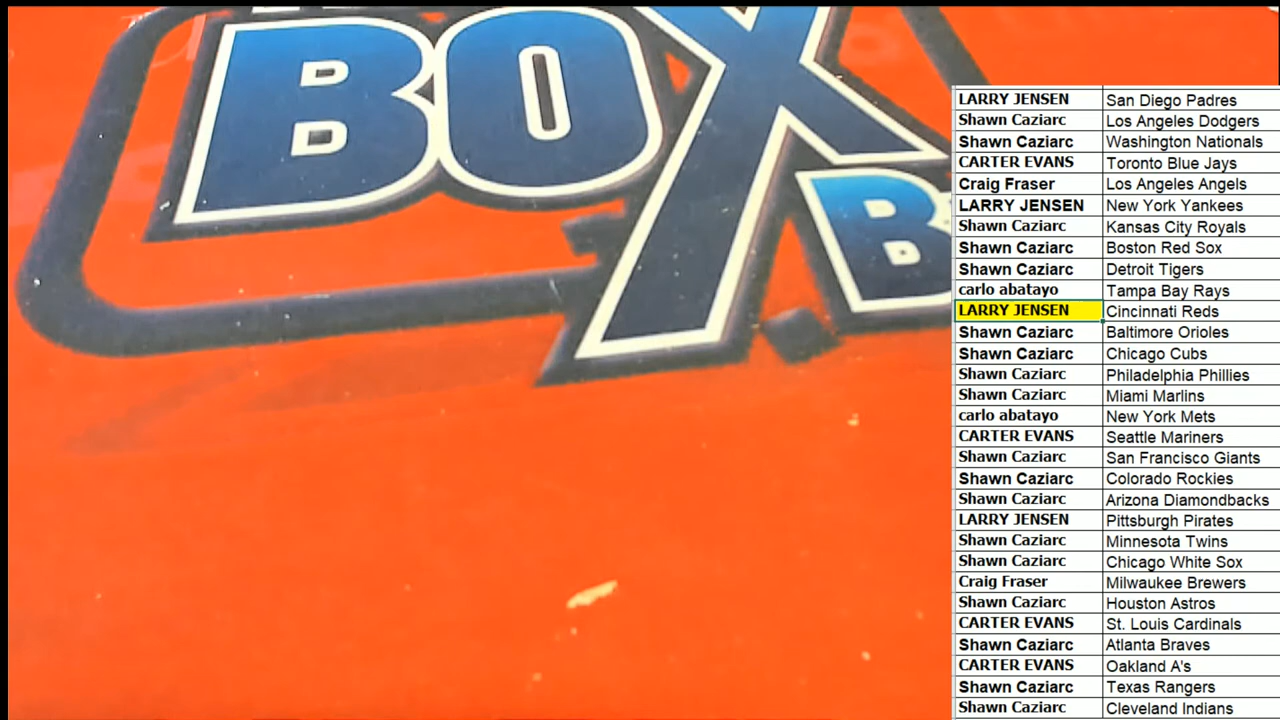 BOX
B
LARRY JENSEN San Diego Padres
Shawn Caziarc Los Angeles Dodgers
Shawn Caziarc Washington Nationals
CARTER EVANS Toronto Blue Jays
Craig Fraser Los Angeles Angels
LARRY JENSEN New York Yankees
Shawn Caziarc Kansas City Royals
Shawn Caziarc Boston Red Sox
Shawn Caziarc Detroit Tigers
carlo abatayo Tampa Bay Rays
LARRY JENSEN Cincinnati Reds
Shawn Caziarc Baltimore Orioles
Shawn Caziarc Chicago Cubs
Shawn Caziarc Philadelphia Phillies
Shawn Caziarc Miami Marlins
carlo abatayo New York Mets
CARTER EVANS Seattle Mariners
Shawn Caziarc San Francisco Giants
Shawn Caziarc Colorado Rockies
Shawn Caziarc Arizona Diamondbacks
LARRY JENSEN Pittsburgh Pirates
Shawn Caziarc Minnesota Twins
Shawn Caziarc Chicago White Sox
Craig Fraser Milwaukee Brewers
Shawn Caziarc Houston Astros
CARTER EVANS St. Louis Cardinals
Shawn Caziarc Atlanta Braves
CARTER EVANS Oakland A's
Shawn Caziarc Texas Rangers
Shawn Caziarc Cleveland Indians